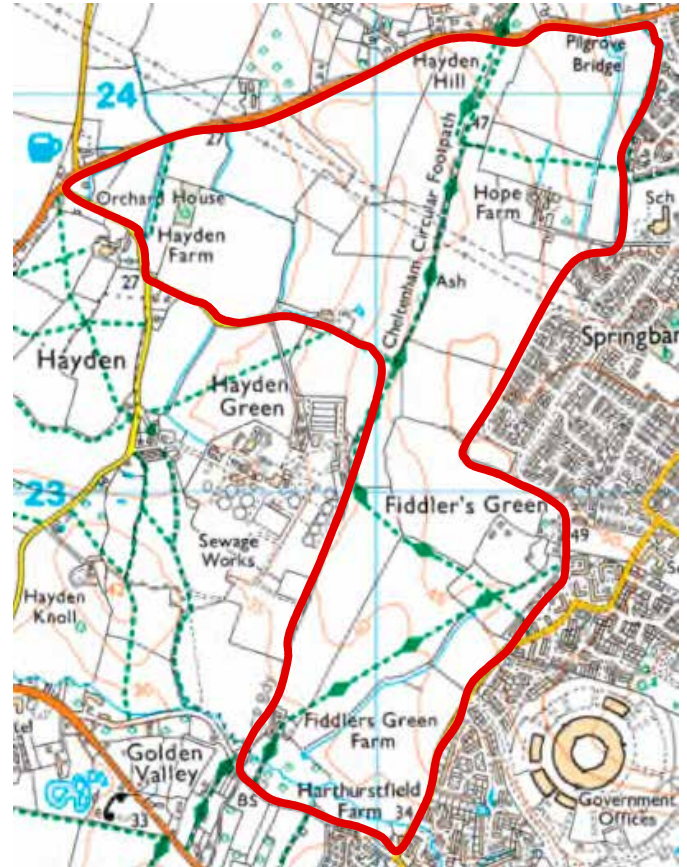 Pilgrove
Bridge
Hayden
Hill
24
27
47
Cheltenham Circular Footpath
Orchard House
Hope
Farm
Sch
Hayden
Farm
27
Ash
Springban
Hayden
Hayden
Green
23
Fiddler's Green
49
Sewage
Works
Hayden
Knoll
Fiddlers Green
Farm
Golden
Valley
BS
Harthurstfield
Farm
34
33
Government
Offices